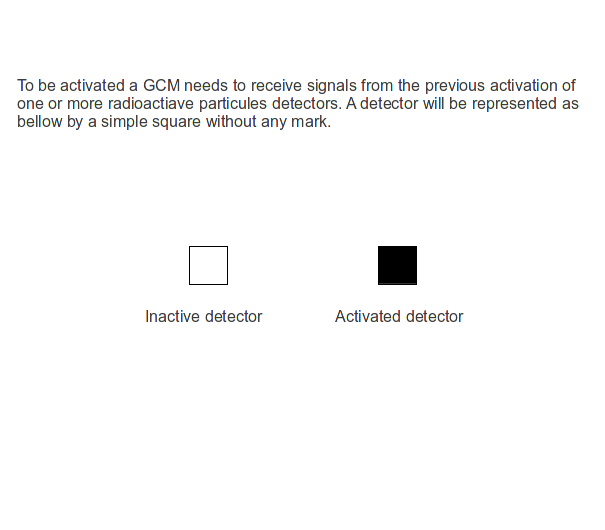 To be activated a GCM needs to receive signals from the previous activation of
one or more radioactiave particules detectors. A detector will be represented as
bellow by a simple square without any mark.
Inactive detector
Activated detector